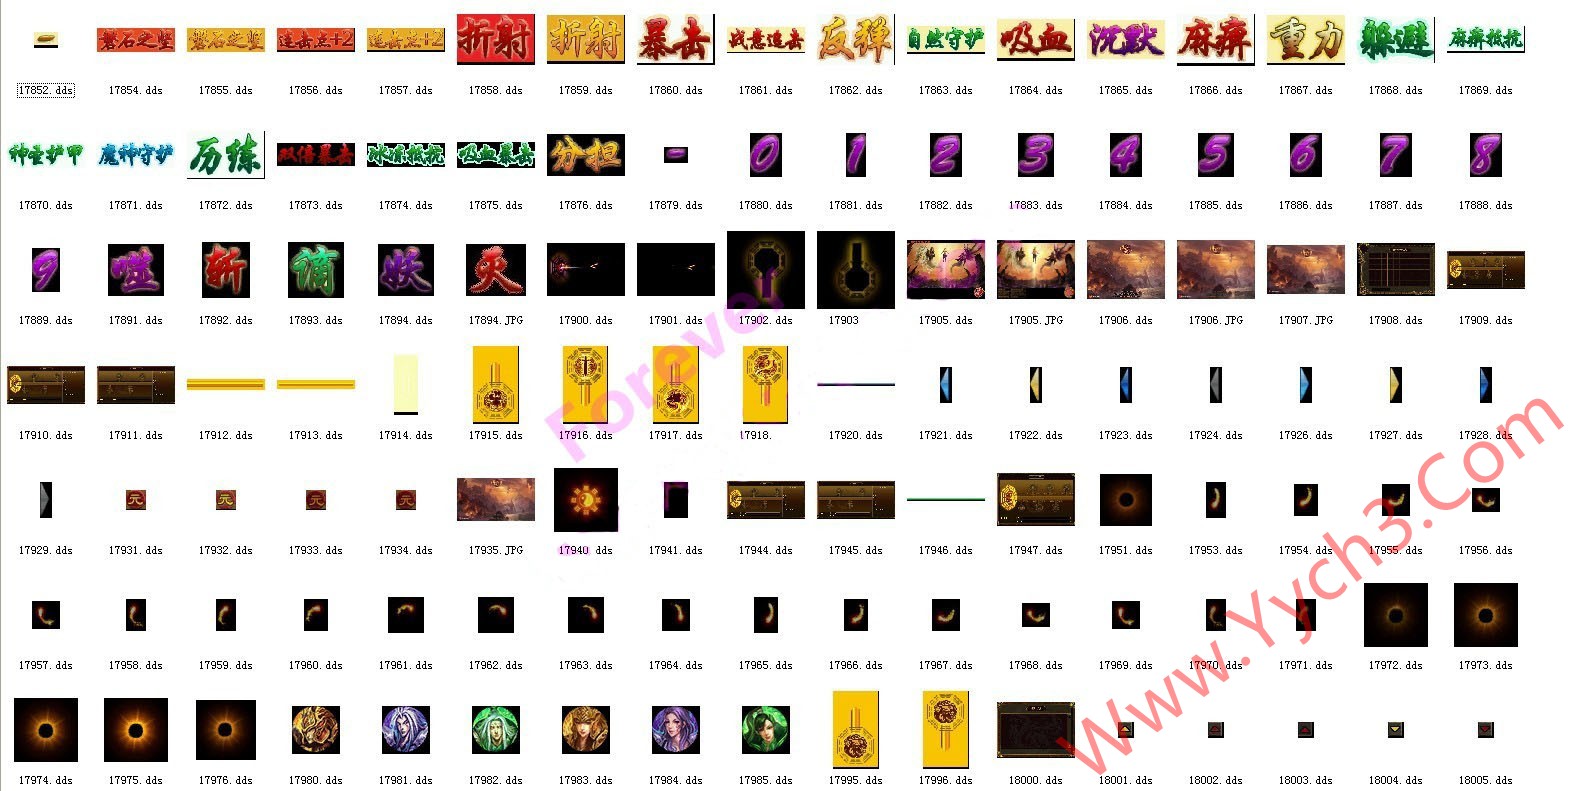 磐石之坚 磐石之坚 连击点+2 连击点+2 折射 折射 暴击 战意连击 反弹 自然守护 吸血 沉默 麻痹 重力 躲避 麻痹抵抗
17852.dds 17854.dds 17855.dds 17856.dds 17857.dds 17858.dds 17859.dds 17860.dds 17861.dds 17862.dds 17863.dds 17864.dds 17865.dds 17866.dds 17867.dds 17868.dds 17869.dds
神圣护甲 魔神守护 历练 双倍暴击 冰冻抵抗 吸血暴击 分担 0 1 2 3 4 5 6 7 8
17870.dds 17871.dds 17872.dds 17873.dds 17874.dds 17875.dds 17876.dds 17879.dds 17880.dds 17881.dds 17882.dds 17883.dds 17884.dds 17885.dds 17886.dds 17887.dds 17888.dds
9 噬 斩 滴 妖 灭
17889.dds 17891.dds 17892.dds 17893.dds 17894.dds 17894.JPG 17900.dds 17901.dds 17902.dds 17903 17905.dds 17905.JPG 17906.dds 17906.JPG 17907.JPG 17908.dds 17909.dds
Forever
17910.dds 17911.dds 17912.dds 17913.dds 17914.dds 17915.dds 17916.dds 17917.dds 17918. 17920.dds 17921.dds 17922.dds 17923.dds 17924.dds 17926.dds 17927.dds 17928.dds
元 元 元 元
17929.dds 17931.dds 17932.dds 17933.dds 17934.dds 17935.JPG 17940.dds 17941.dds 17944.dds 17945.dds 17946.dds 17947.dds 17951.dds 17953.dds 17954.dds 17955.dds 17956.dds
17957.dds 17958.dds 17959.dds 17960.dds 17961.dds 17962.dds 17963.dds 17964.dds 17965.dds 17966.dds 17967.dds 17968.dds 17969.dds 17970.dds 17971.dds 17972.dds 17973.dds
17974.dds 17975.dds 17976.dds 17980.dds 17981.dds 17982.dds 17983.dds 17984.dds 17985.dds 17995.dds 17996.dds 18000.dds 18001.dds 18002.dds 18003.dds 18004.dds 18005.dds
Www.Yych3.Com